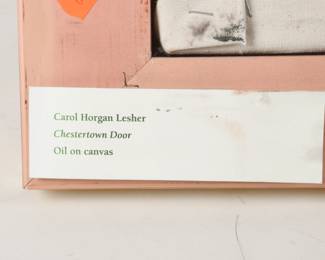 Carol Horgan Lesher
Chestertown Door
Oil on canvas